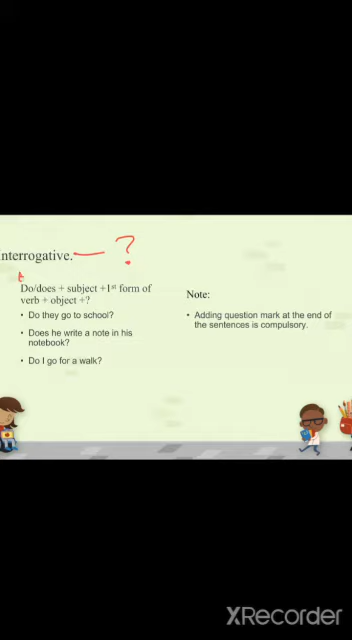 Interrogative. ?
Do/does + subject +1st form of
verb + object +?
• Do they go to school?
• Does he write a note in his
notebook?
• Do I go for a walk?
Note:
• Adding question mark at the end of
the sentences is compulsory.
XRecorder